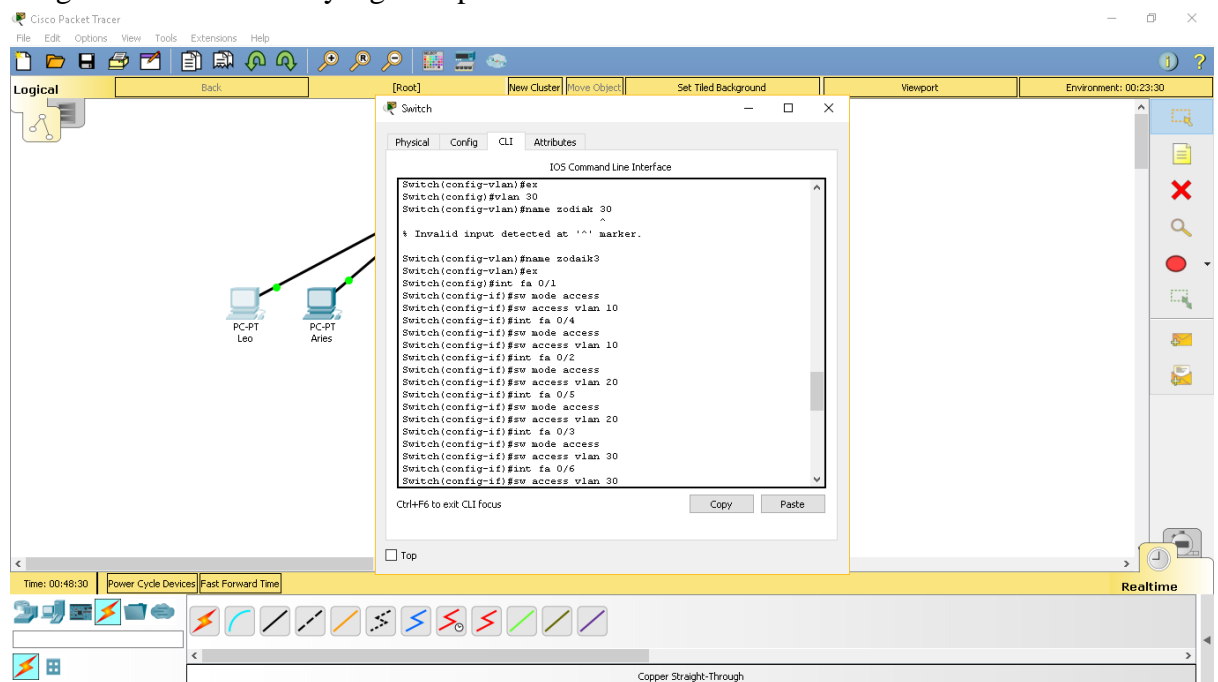 Cisco Packet Tracer
File Edit Options View Tools Extensions Help
Logical
Back
[Root]
New Cluster
Move Object
Set Tiled Background
Viewport
Environment: 00:23:30
Switch
Physical Config CLI Attributes
IOS Command Line Interface
Switch(config-vlan)#ex
Switch(config)#vlan 30
Switch(config-vlan)#name zodiak 30
^
% Invalid input detected at '^' marker.
Switch(config-vlan)#name zodaik3
Switch(config-vlan)#ex
Switch(config)#int fa 0/1
Switch(config-if)#sw mode access
Switch(config-if)#sw access vlan 10
Switch(config-if)#int fa 0/4
Switch(config-if)#sw mode access
Switch(config-if)#sw access vlan 10
Switch(config-if)#int fa 0/2
Switch(config-if)#sw mode access
Switch(config-if)#sw access vlan 20
Switch(config-if)#int fa 0/5
Switch(config-if)#sw mode access
Switch(config-if)#sw access vlan 20
Switch(config-if)#int fa 0/3
Switch(config-if)#sw mode access
Switch(config-if)#sw access vlan 30
Switch(config-if)#int fa 0/6
Switch(config-if)#sw access vlan 30
Ctrl+F6 to exit CLI focus
Copy
Paste
Top
PC-PT
Leo
PC-PT
Aries
Time: 00:48:30
Power Cycle Devices
Fast Forward Time
Realtime
Copper Straight-Through